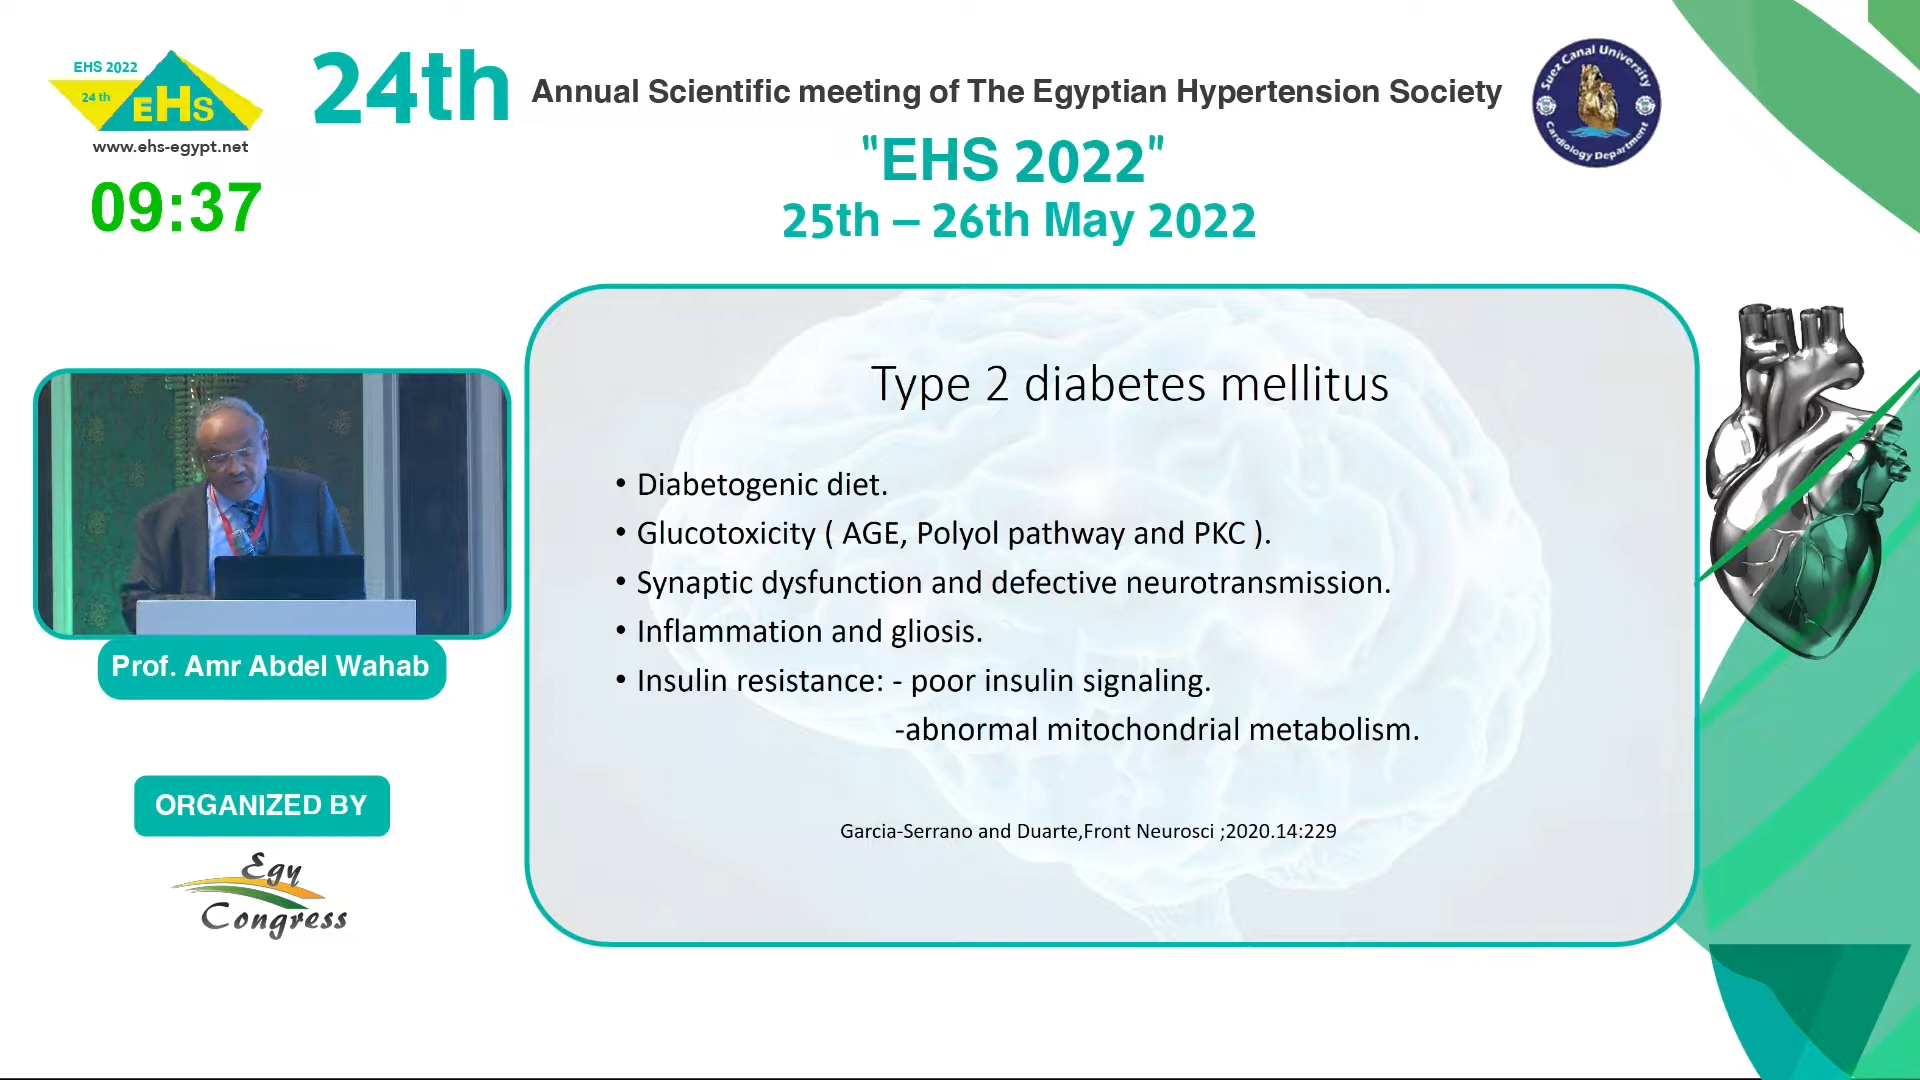 EHS 2022
24 th
EHS
www.ehs-egypt.net
09:37
24th Annual Scientific meeting of The Egyptian Hypertension Society
"EHS 2022"
25th – 26th May 2022
Suez Canal University
Cardiology Department
Type 2 diabetes mellitus
• Diabetogenic diet.
• Glucotoxicity ( AGE, Polyol pathway and PKC ).
• Synaptic dysfunction and defective neurotransmission.
• Inflammation and gliosis.
• Insulin resistance: - poor insulin signaling.
-abnormal mitochondrial metabolism.
Garcia-Serrano and Duarte,Front Neurosci ;2020.14:229
Prof. Amr Abdel Wahab
ORGANIZED BY
Egy
Congress